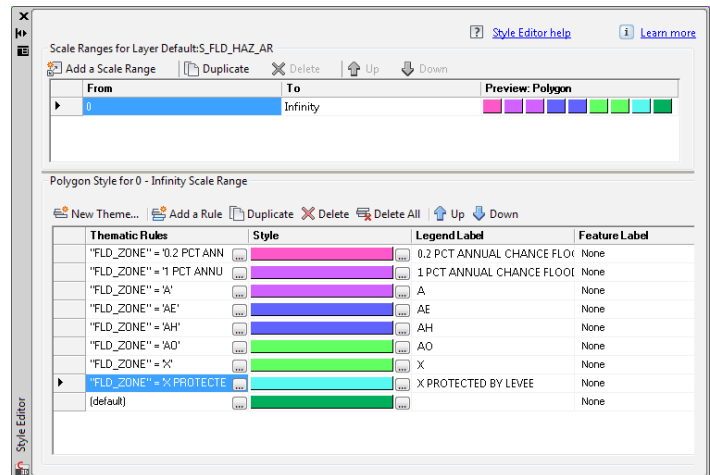 Style Editor help
Learn more
Scale Ranges for Layer Default:S_FLD_HAZ_AR
Add a Scale Range Duplicate Delete Up Down
From To Preview: Polygon
0 Infinity
Polygon Style for 0 - Infinity Scale Range
New Theme... Add a Rule Duplicate Delete Delete All Up Down
Thematic Rules Style Legend Label Feature Label
"FLD_ZONE" = '0.2 PCT ANN ... ... 0.2 PCT ANNUAL CHANCE FLO None
"FLD_ZONE" = '1 PCT ANNU ... ... 1 PCT ANNUAL CHANCE FLOO None
"FLD_ZONE" = 'A' ... ... A None
"FLD_ZONE" = 'AE' ... ... AE None
"FLD_ZONE" = 'AH' ... ... AH None
"FLD_ZONE" = 'AO' ... ... AO None
"FLD_ZONE" = 'X' ... ... X None
"FLD_ZONE" = 'X PROTECTE ... ... X PROTECTED BY LEVEE None
(default) ... ... None
Style Editor